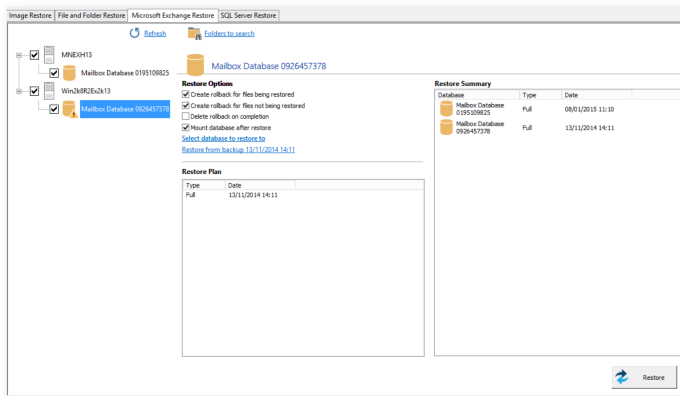 Image Restore File and Folder Restore Microsoft Exchange Restore SQL Server Restore
Refresh Folders to search
MNEXH13
Mailbox Database 0195109825
Win2k8R2Ex2k13
Mailbox Database 0926457378
Mailbox Database 0926457378
Restore Options
Create rollback for files being restored
Create rollback for files not being restored
Delete rollback on completion
Mount database after restore
Select database to restore to
Restore from backup 13/11/2014 14:11
Restore Plan
Type Date
Full 13/11/2014 14:11
Restore Summary
Database Type Date
Mailbox Database
0195109825 Full 08/01/2015 11:10
Mailbox Database
0926457378 Full 13/11/2014 14:11
Restore